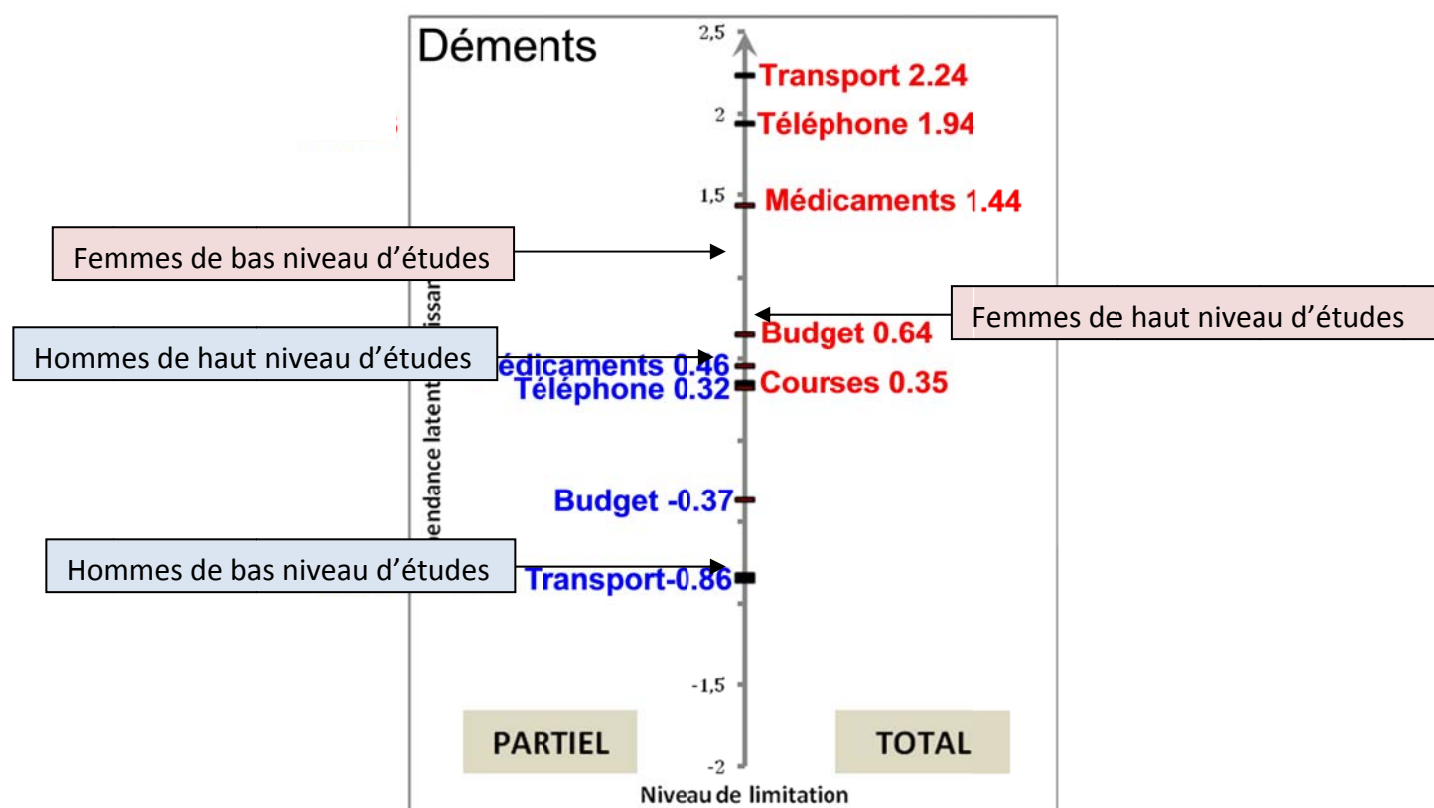 Déments
2,5
Transport 2.24
2
Téléphone 1.94
1,5
Médicaments 1.44
Femmes de bas niveau d’études
Femmes de haut niveau d’études
Budget 0.64
Hommes de haut niveau d’études
édicaments 0.46
Courses 0.35
Téléphone 0.32
Budget -0.37
Hommes de bas niveau d’études
Transport-0.86
-1,5
PARTIEL
TOTAL
-2
Niveau de limitation
pendance latent
issan